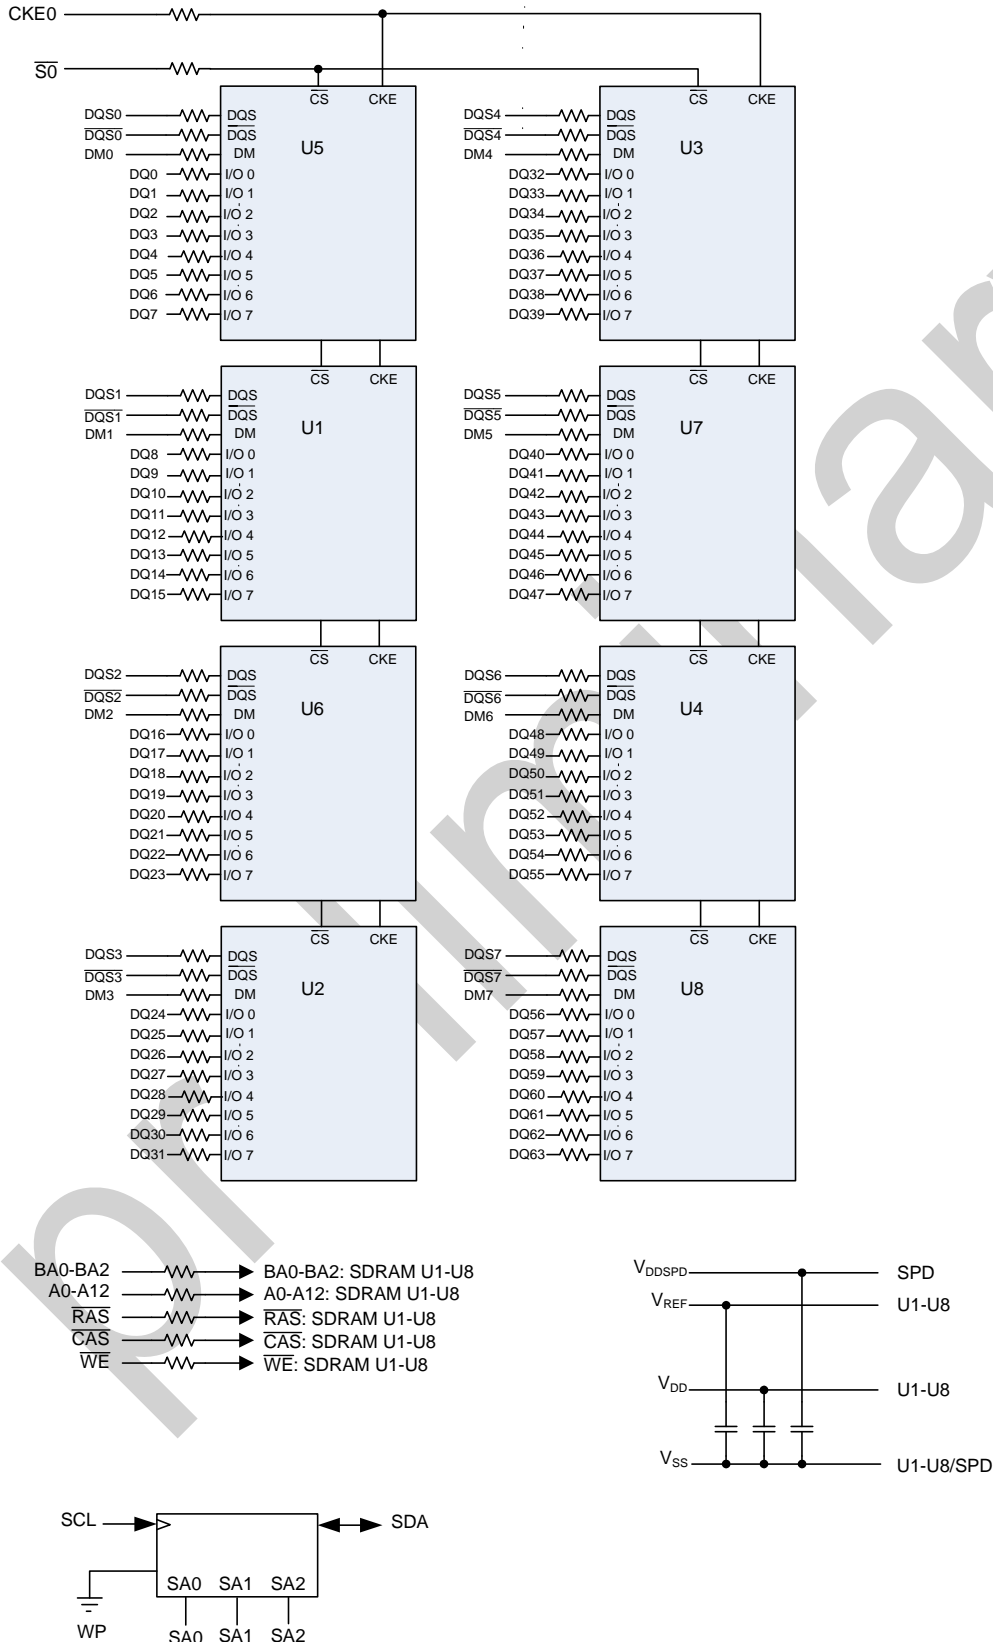 CKE0
S0
CS CKE
DQS0 DQS
DQS0 DQS
U5
DM0 DM
DQ0 I/O 0
DQ1 I/O 1
DQ2 I/O 2
DQ3 I/O 3
DQ4 I/O 4
DQ5 I/O 5
DQ6 I/O 6
DQ7 I/O 7
CS CKE
DQS4 DQS
DQS4 DQS
U3
DM4 DM
DQ32 I/O 0
DQ33 I/O 1
DQ34 I/O 2
DQ35 I/O 3
DQ36 I/O 4
DQ37 I/O 5
DQ38 I/O 6
DQ39 I/O 7
CS CKE
DQS1 DQS
DQS1 DQS
U1
DM1 DM
DQ8 I/O 0
DQ9 I/O 1
DQ10 I/O 2
DQ11 I/O 3
DQ12 I/O 4
DQ13 I/O 5
DQ14 I/O 6
DQ15 I/O 7
CS CKE
DQS5 DQS
DQS5 DQS
U7
DM5 DM
DQ40 I/O 0
DQ41 I/O 1
DQ42 I/O 2
DQ43 I/O 3
DQ44 I/O 4
DQ45 I/O 5
DQ46 I/O 6
DQ47 I/O 7
CS CKE
DQS2 DQS
DQS2 DQS
U6
DM2 DM
DQ16 I/O 0
DQ17 I/O 1
DQ18 I/O 2
DQ19 I/O 3
DQ20 I/O 4
DQ21 I/O 5
DQ22 I/O 6
DQ23 I/O 7
CS CKE
DQS6 DQS
DQS6 DQS
U4
DM6 DM
DQ48 I/O 0
DQ49 I/O 1
DQ50 I/O 2
DQ51 I/O 3
DQ52 I/O 4
DQ53 I/O 5
DQ54 I/O 6
DQ55 I/O 7
CS CKE
DQS3 DQS
DQS3 DQS
U2
DM3 DM
DQ24 I/O 0
DQ25 I/O 1
DQ26 I/O 2
DQ27 I/O 3
DQ28 I/O 4
DQ29 I/O 5
DQ30 I/O 6
DQ31 I/O 7
CS CKE
DQS7 DQS
DQS7 DQS
U8
DM7 DM
DQ56 I/O 0
DQ57 I/O 1
DQ58 I/O 2
DQ59 I/O 3
DQ60 I/O 4
DQ61 I/O 5
DQ62 I/O 6
DQ63 I/O 7
BA0-BA2 BA0-BA2: SDRAM U1-U8
A0-A12 A0-A12: SDRAM U1-U8
RAS RAS: SDRAM U1-U8
CAS CAS: SDRAM U1-U8
WE WE: SDRAM U1-U8
VDDSPD SPD
VREF U1-U8
VDD U1-U8
VSS U1-U8/SPD
SCL SDA
SA0 SA1 SA2
WP
SA0 SA1 SA2